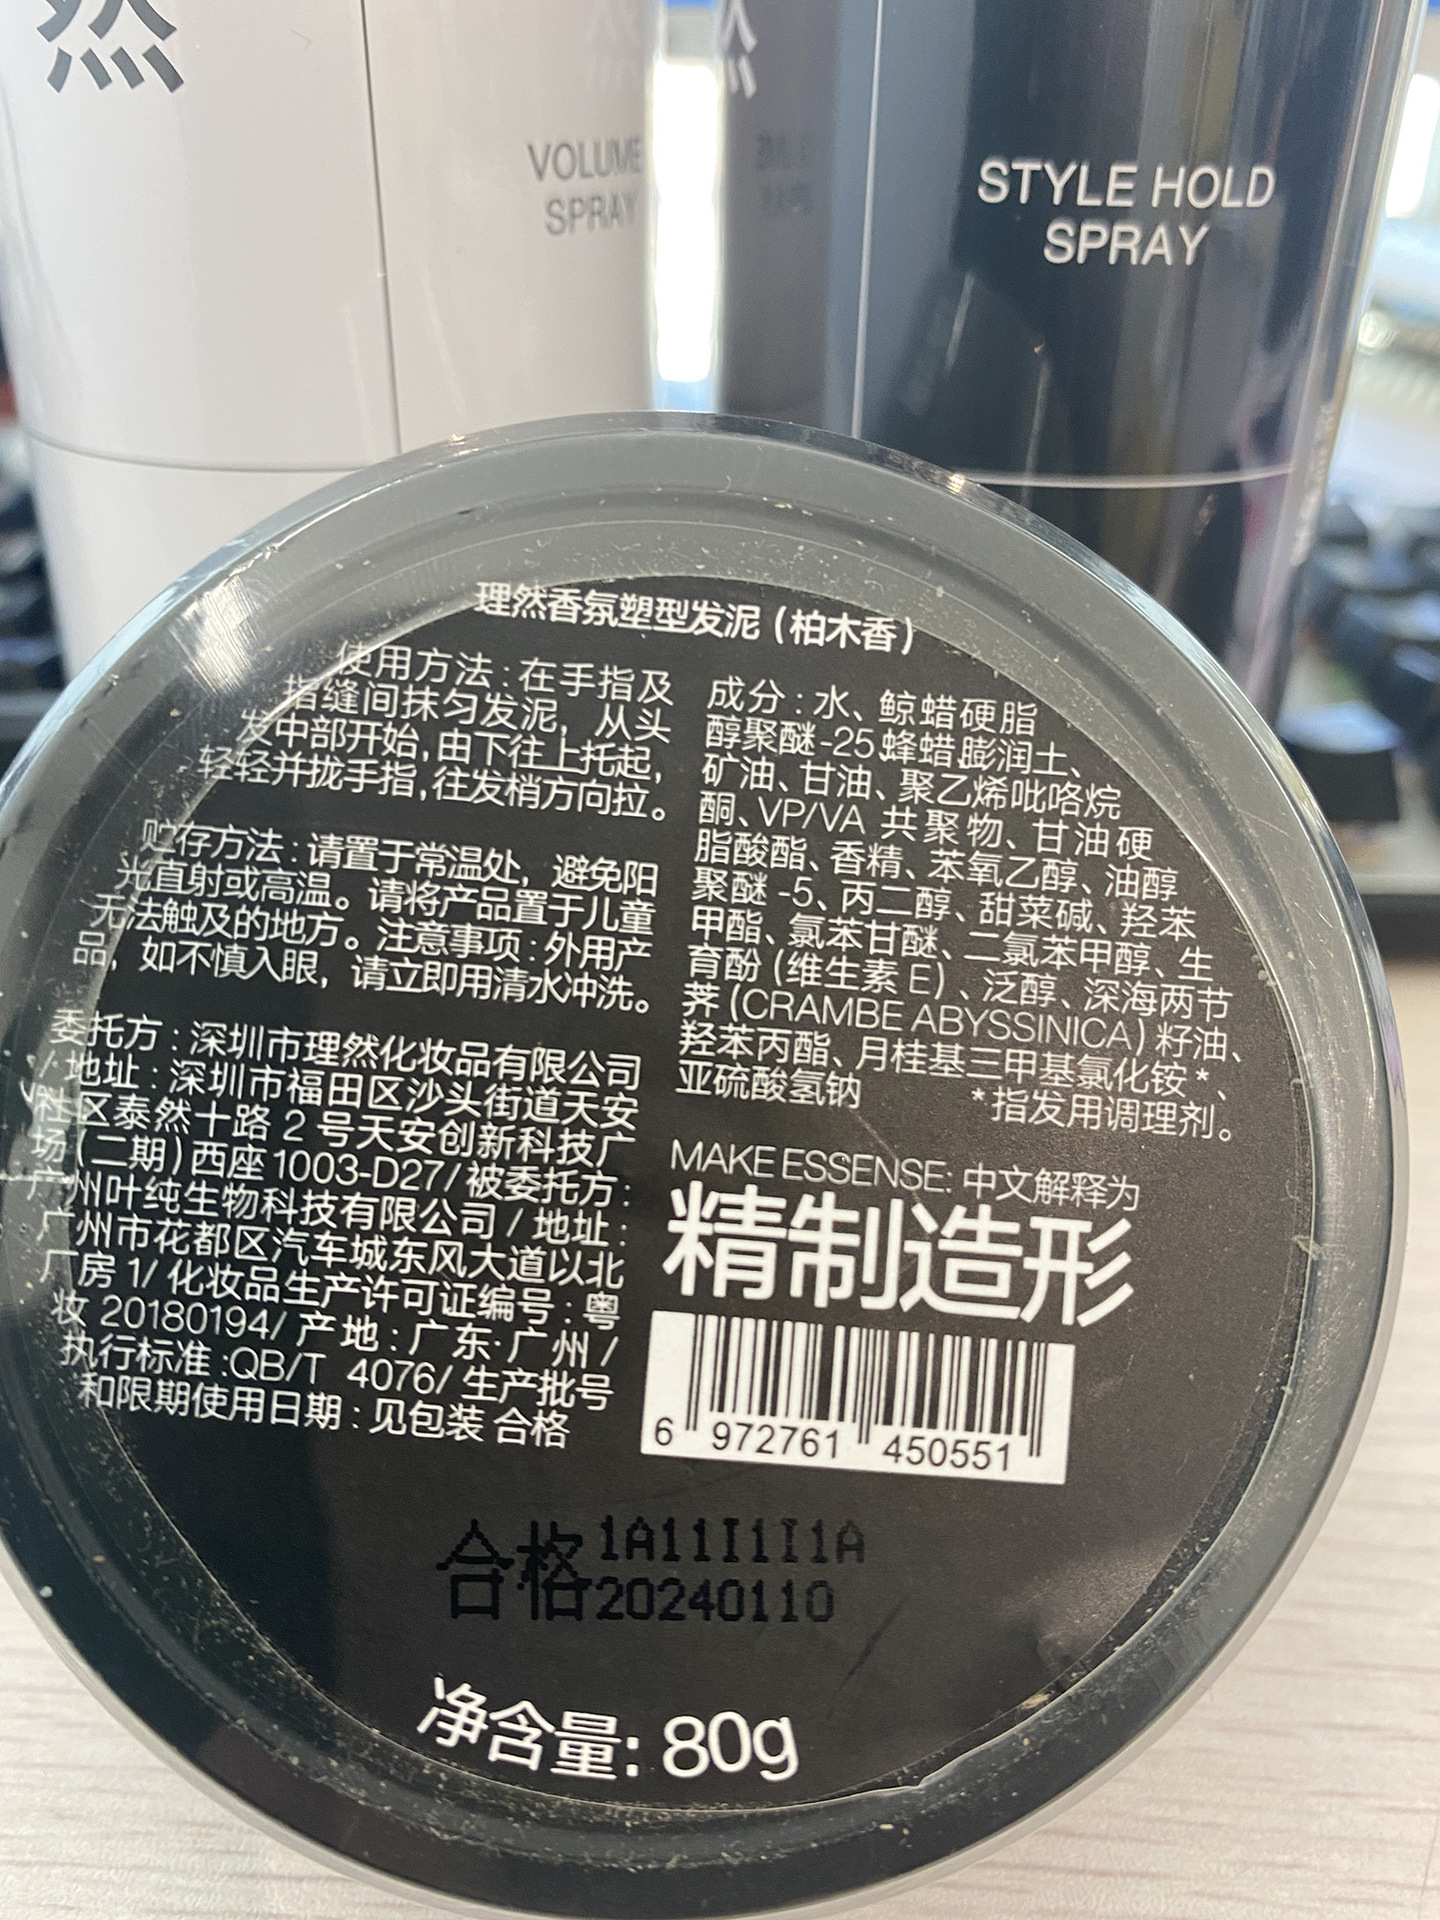 然
VOLUME
SPRAY
STYLE HOLD
SPRAY
理然香氛塑型发泥（柏木香）
使用方法：在手指及
指缝间抹匀发泥，从头
发中部开始，由下往上托起，
轻轻并拢手指，往发梢方向拉。
贮存方法：请置于常温处，避免阳
光直射或高温。请将产品置于儿童
无法触及的地方。注意事项：外用产
品，如不慎入眼，请立即用清水冲洗。
委托方：深圳市理然化妆品有限公司
/地址：深圳市福田区沙头街道天安
社区泰然十路 2 号天安创新科技广
场（二期）西座1003-D27/被委托方：
广州叶纯生物科技有限公司 / 地址：
广州市花都区汽车城东风大道以北
厂房 1/ 化妆品生产许可证编号：粤
妆 20180194/ 产地：广东·广州 /
执行标准：QB/T 4076/ 生产批号
和限期使用日期：见包装 合格
成分：水、鲸蜡硬脂
醇聚醚-25蜂蜡膨润土、
矿油、甘油、聚乙烯吡咯烷
酮、VP/VA 共聚物、甘油硬
脂酸酯、香精、苯氧乙醇、油醇
聚醚 -5、丙二醇、甜菜碱、羟苯
甲酯、氯苯甘醚、二氯苯甲醇、生
育酚（维生素 E）、泛醇、深海两节
荠（CRAMBE ABYSSINICA）籽油、
羟苯丙酯、月桂基三甲基氯化铵*、
亚硫酸氢钠 *指发用调理剂。
MAKE ESSENSE: 中文解释为
精制造形
6 972761 450551
合格 1A11I1I1A
20240110
净含量: 80g